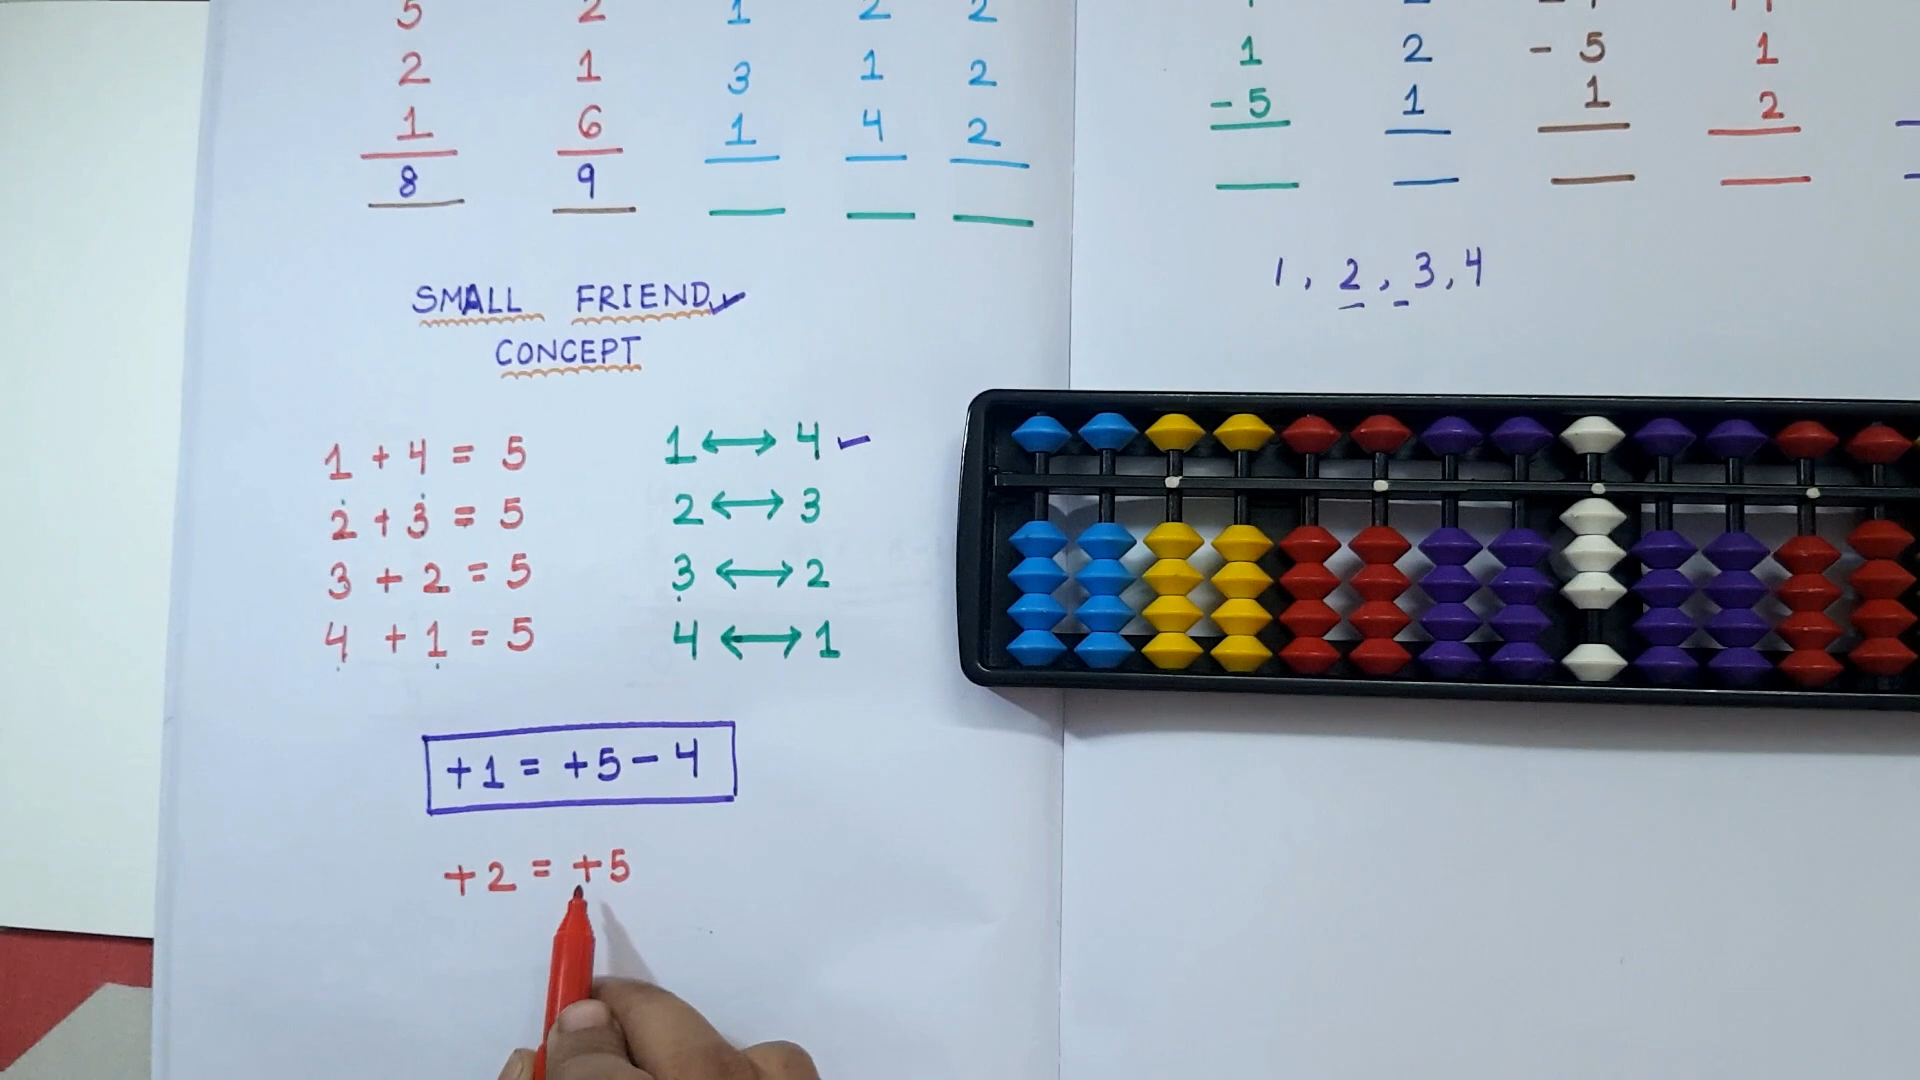 5 2 1 2 2
2 1 3 1 2
1 6 1 4 2
8 9
1 2 - 5 1
- 5 1 1 2
1, 2, 3, 4
SMALL FRIEND
CONCEPT
1 + 4 = 5
2 + 3 = 5
3 + 2 = 5
4 + 1 = 5
1 ↔ 4
2 ↔ 3
3 ↔ 2
4 ↔ 1
+1 = +5 - 4
+2 = +5